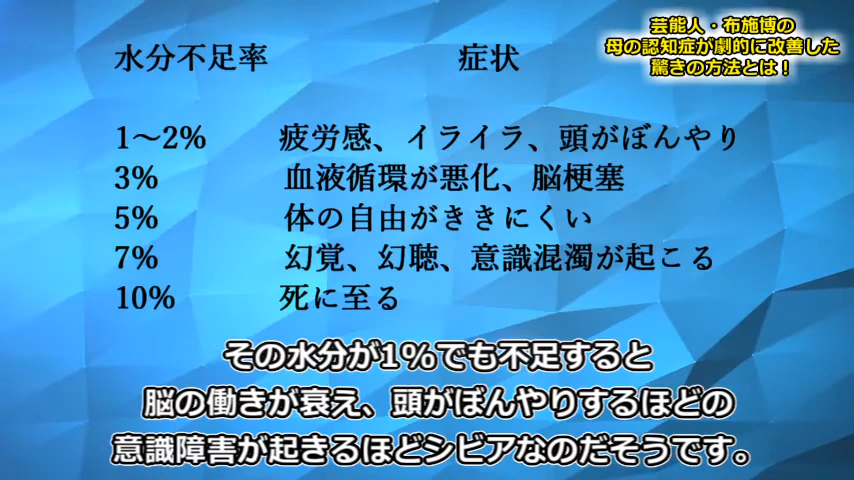 芸能人・布施博の
母の認知症が劇的に改善した
驚きの方法とは！
水分不足率 症状
1～2% 疲労感、イライラ、頭がぼんやり
3% 血液循環が悪化、脳梗塞
5% 体の自由がききにくい
7% 幻覚、幻聴、意識混濁が起こる
10% 死に至る
その水分が1%でも不足すると
脳の働きが衰え、頭がぼんやりするほどの
意識障害が起きるほどシビアなのだそうです。